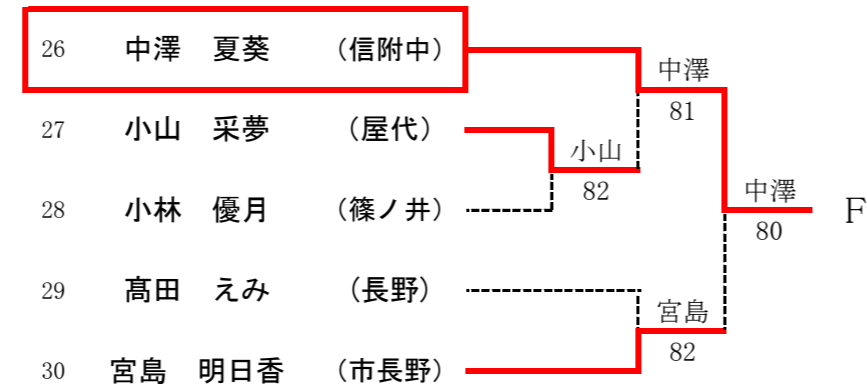 26 中澤 夏葵 (信附中)
中澤
81
27 小山 采夢 (屋代)
小山
82
中澤
80
F
28 小林 優月 (篠ノ井)
29 髙田 えみ (長野)
宮島
82
30 宮島 明日香 (市長野)